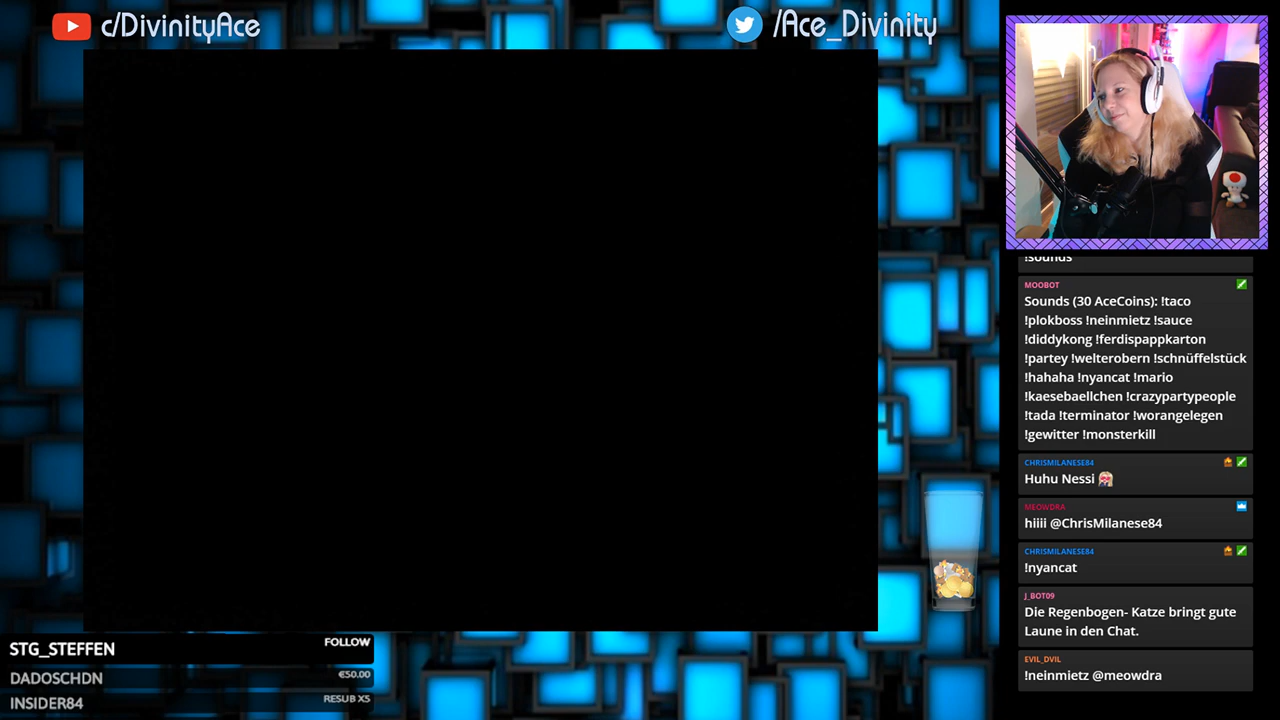 c/DivinityAce
/Ace_Divinity
!sounds
MOOBOT
Sounds (30 AceCoins): !taco
!plokboss !neinmietz !sauce
!diddykong !ferdispappkarton
!partey !welterobern !schnüffelstück
!hahaha !nyancat !mario
!kaesebaellchen !crazypartypeople
!tada !terminator !worangelegen
!gewitter !monsterkill
CHRISMILANESE84
Huhu Nessi
MEOWDRA
hiiii @ChrisMilanese84
CHRISMILANESE84
!nyancat
J_BOT09
Die Regenbogen- Katze bringt gute
Laune in den Chat.
EVIL_DVIL
!neinmietz @meowdra
STG_STEFFEN FOLLOW
DADOSCHDN €50.00
INSIDER84 RESUB X5